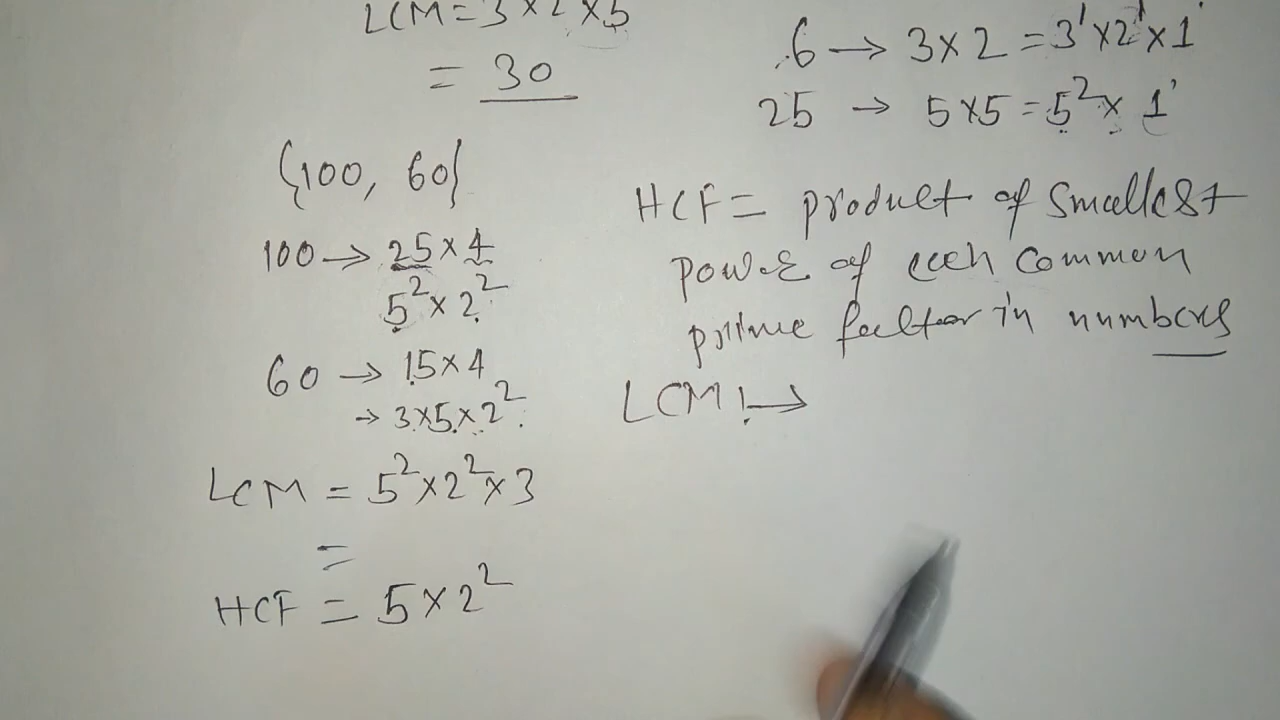 LCM = 3 × 2 × 5
= 30
{100, 60}
100 → 25 × 4
5² × 2²
60 → 15 × 4
→ 3×5×2²
LCM = 5² × 2² × 3
=
HCF = 5 × 2²
6 → 3 × 2 = 3¹ × 2¹ × 1
25 → 5 × 5 = 5² × 1
HCF = product of smallest
power of each common
prime factor in numbers
LCM →